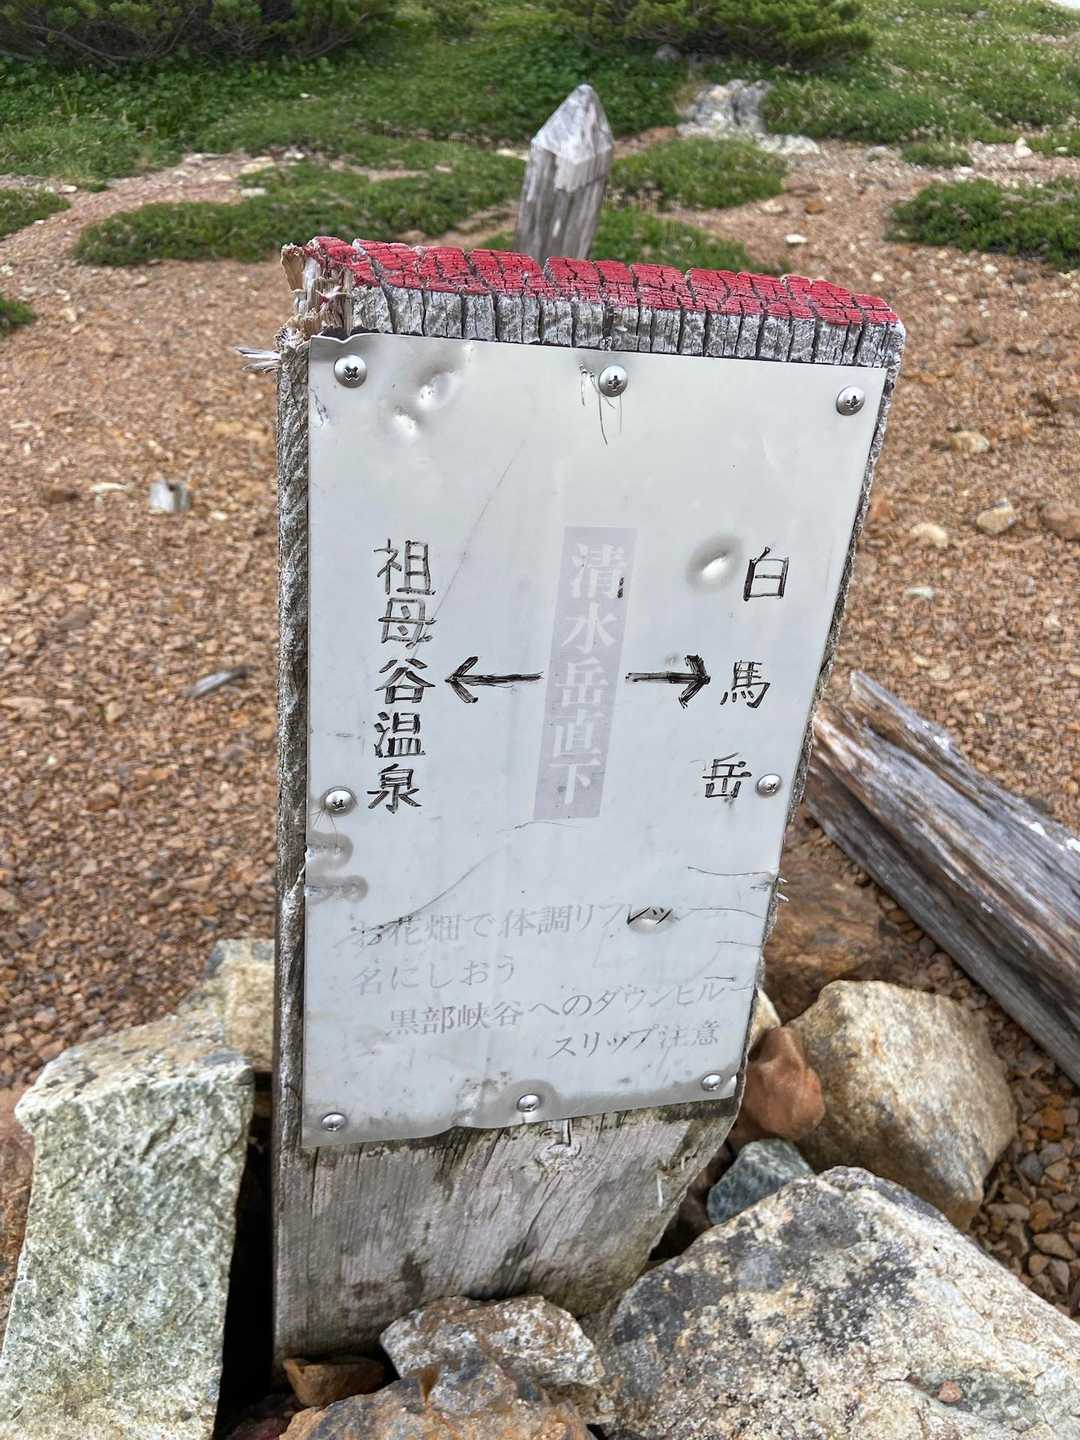 白馬岳
→
清水岳直下
←
祖母谷温泉
お花畑で体調リフレッ
名にしおう
黒部峡谷へのダウンヒル
スリップ注意